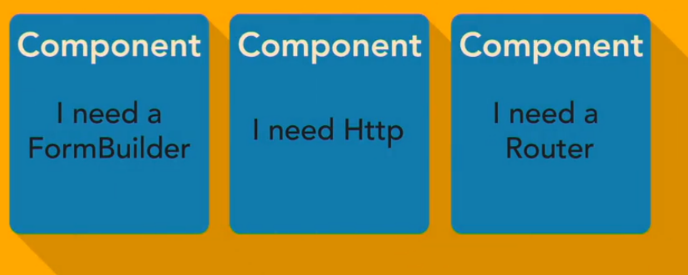 Component
I need a
FormBuilder
Component
I need Http
Component
I need a
Router